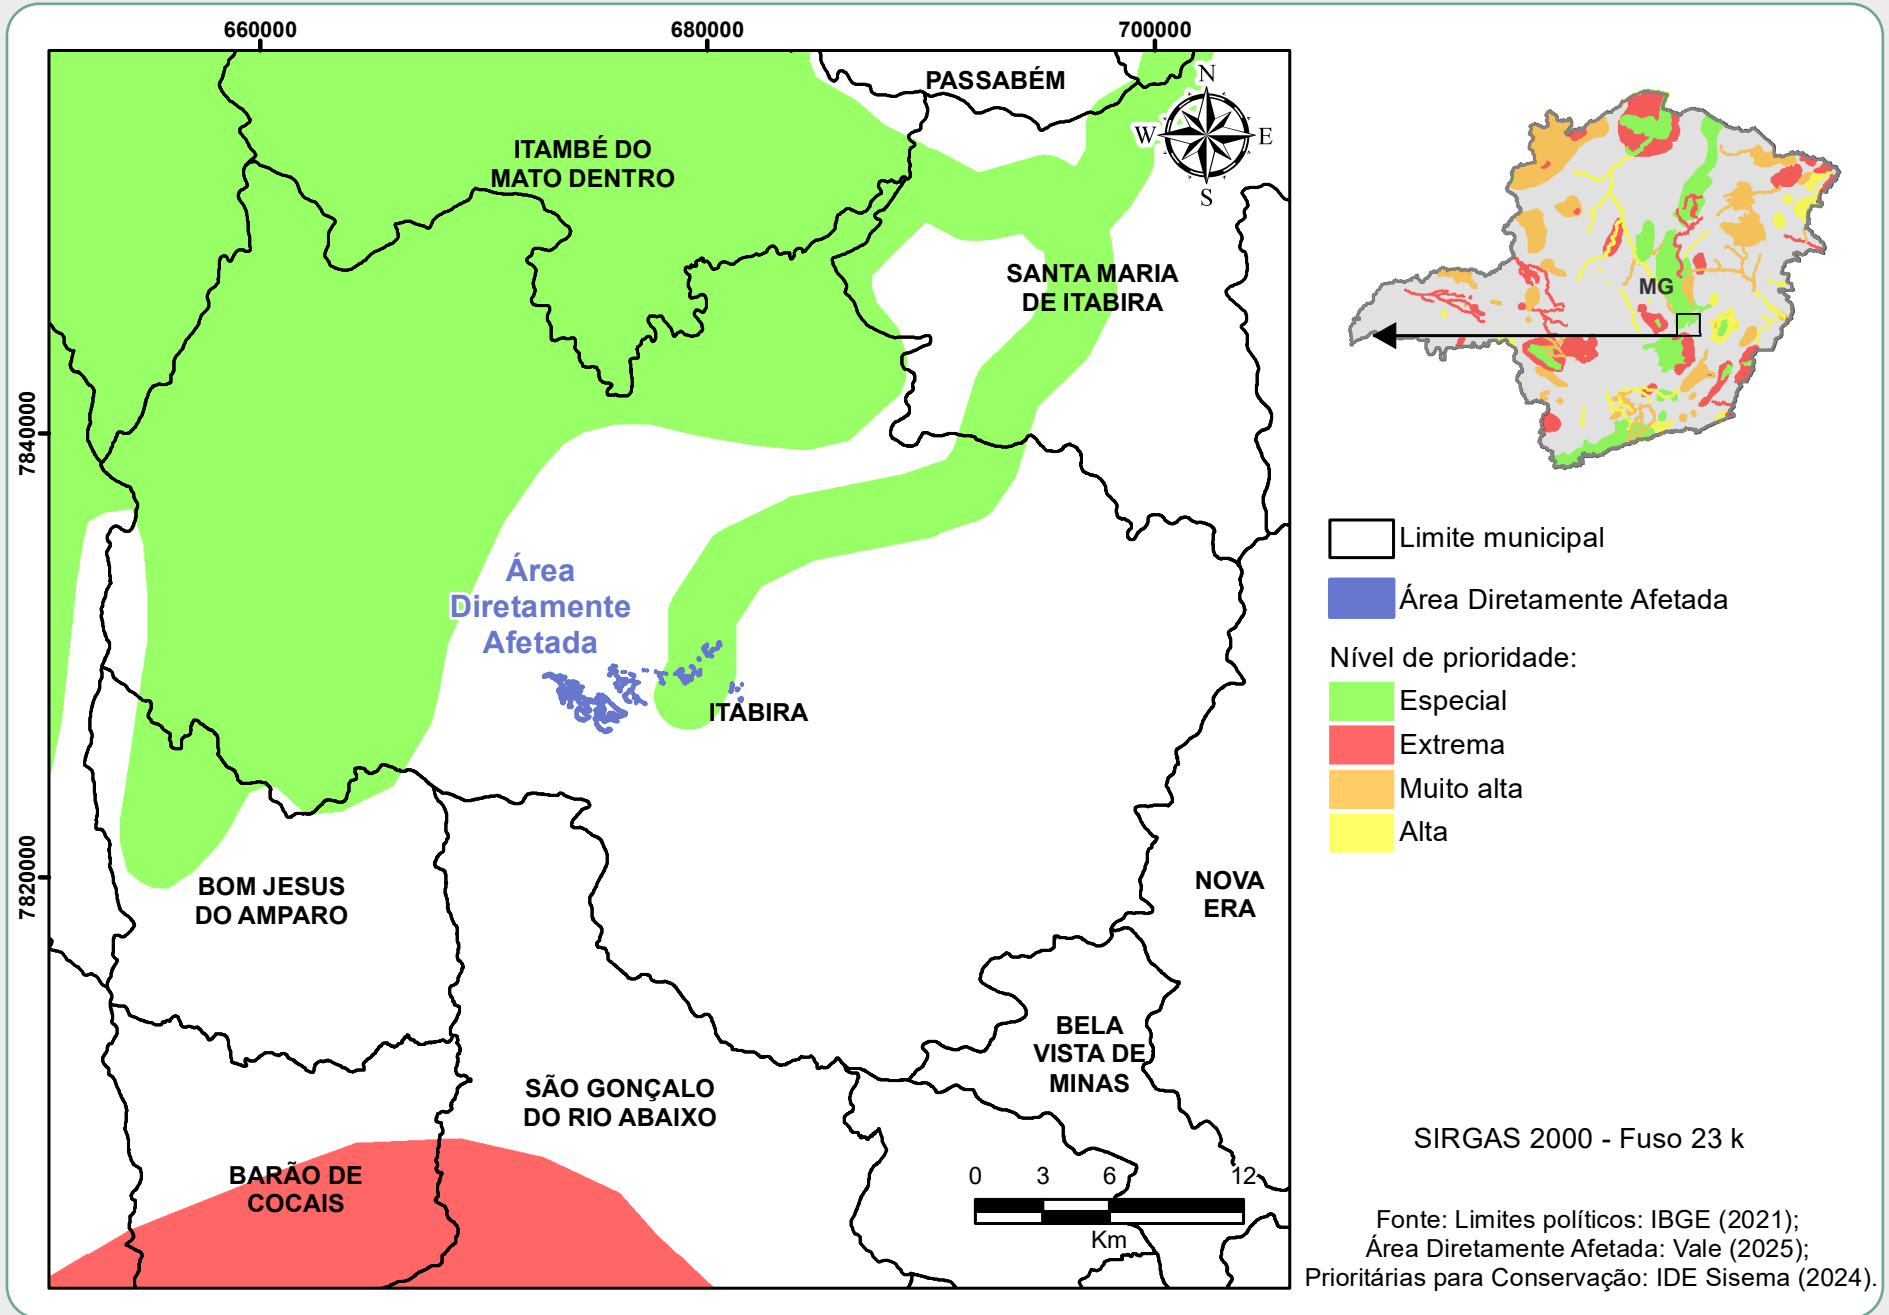 660000
680000
700000
7840000
7820000
PASSABÉM
N
W
E
S
ITAMBÉ DO
MATO DENTRO
SANTA MARIA
DE ITABIRA
Área
Diretamente
Afetada
ITABIRA
BOM JESUS
DO AMPARO
NOVA
ERA
BELA
VISTA DE
MINAS
SÃO GONÇALO
DO RIO ABAIXO
BARÃO DE
COCAIS
0 3 6 12
Km
MG
Limite municipal
Área Diretamente Afetada
Nível de prioridade:
Especial
Extrema
Muito alta
Alta
SIRGAS 2000 - Fuso 23 k
Fonte: Limites políticos: IBGE (2021);
Área Diretamente Afetada: Vale (2025);
Prioritárias para Conservação: IDE Sisema (2024).